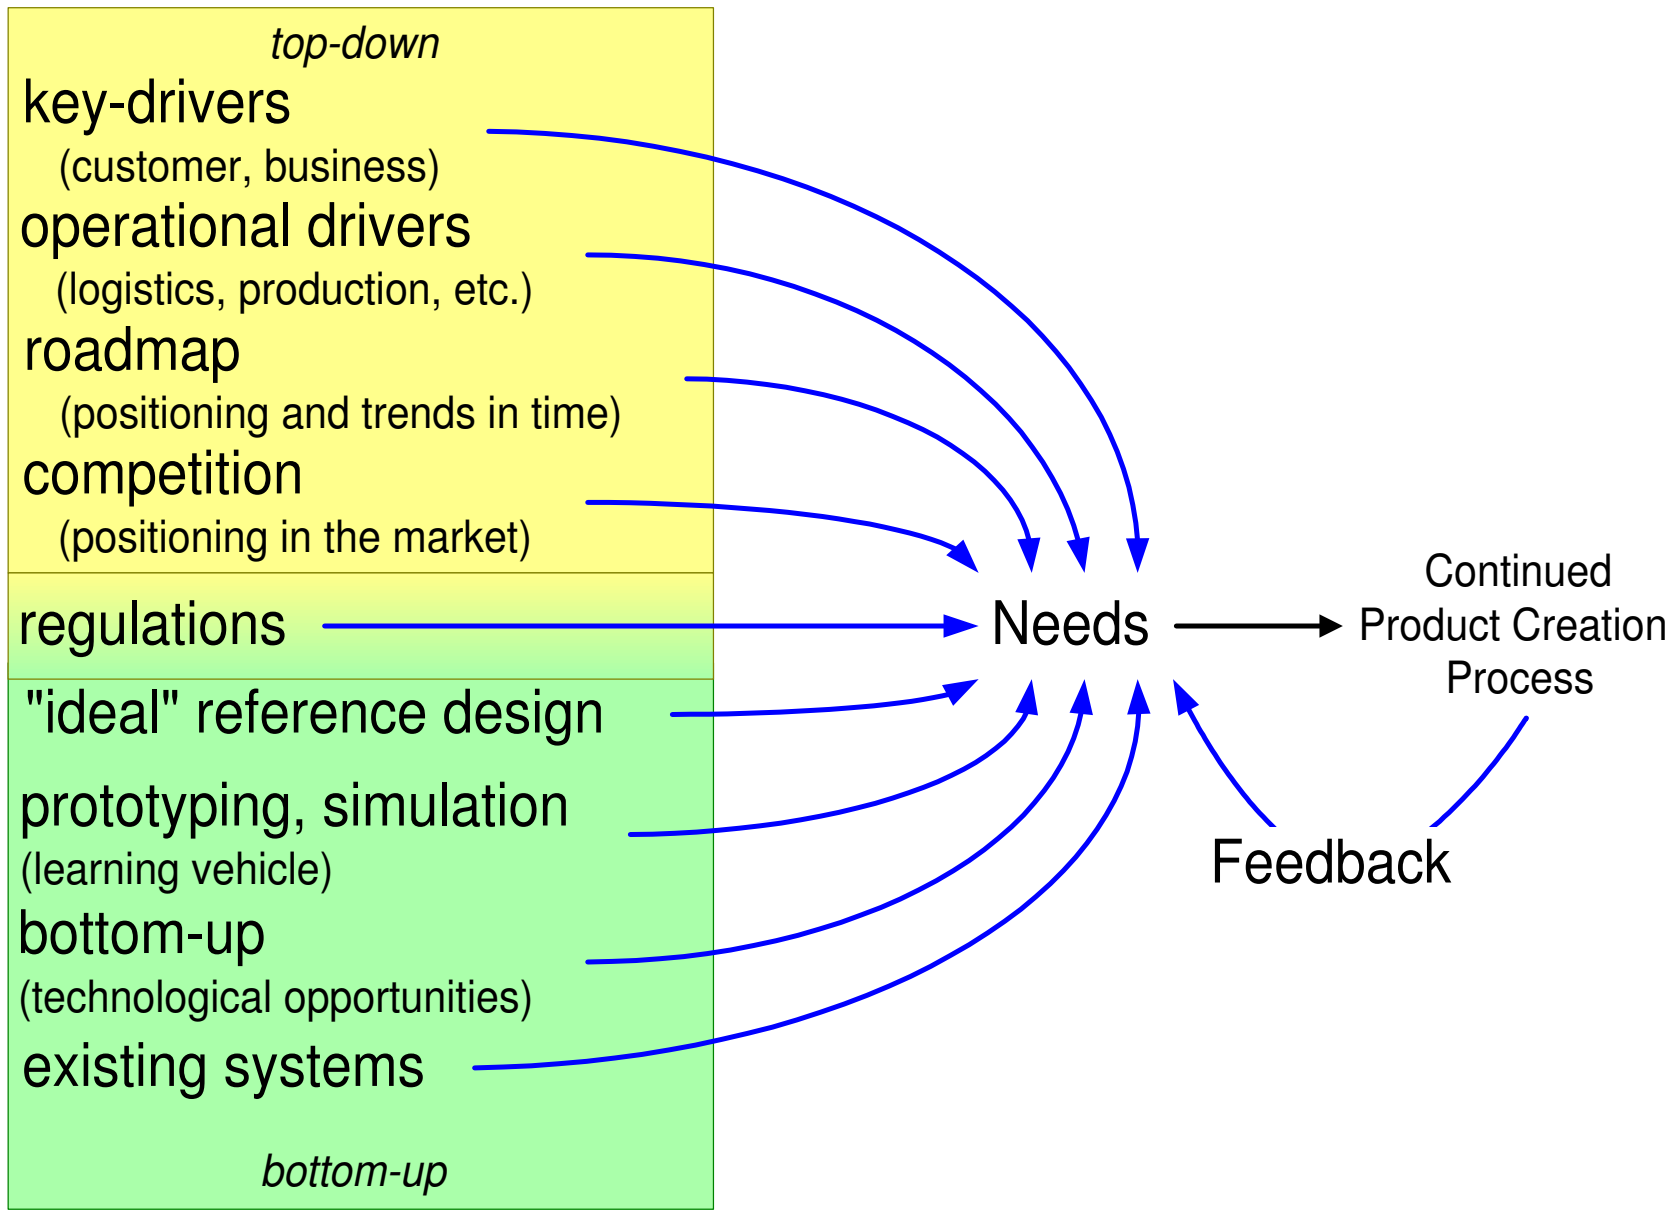 top-down
key-drivers
(customer, business)
operational drivers
(logistics, production, etc.)
roadmap
(positioning and trends in time)
competition
(positioning in the market)
regulations
"ideal" reference design
prototyping, simulation
(learning vehicle)
bottom-up
(technological opportunities)
existing systems
bottom-up
Needs
Continued
Product Creation
Process
Feedback